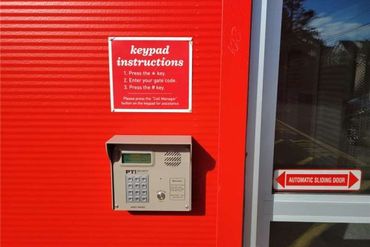 keypad
instructions
1. Press the * key.
2. Enter your gate code.
3. Press the # key.
Please press the "Call Manager"
button on the keypad for assistance
PTI
AUTOMATIC SLIDING DOOR